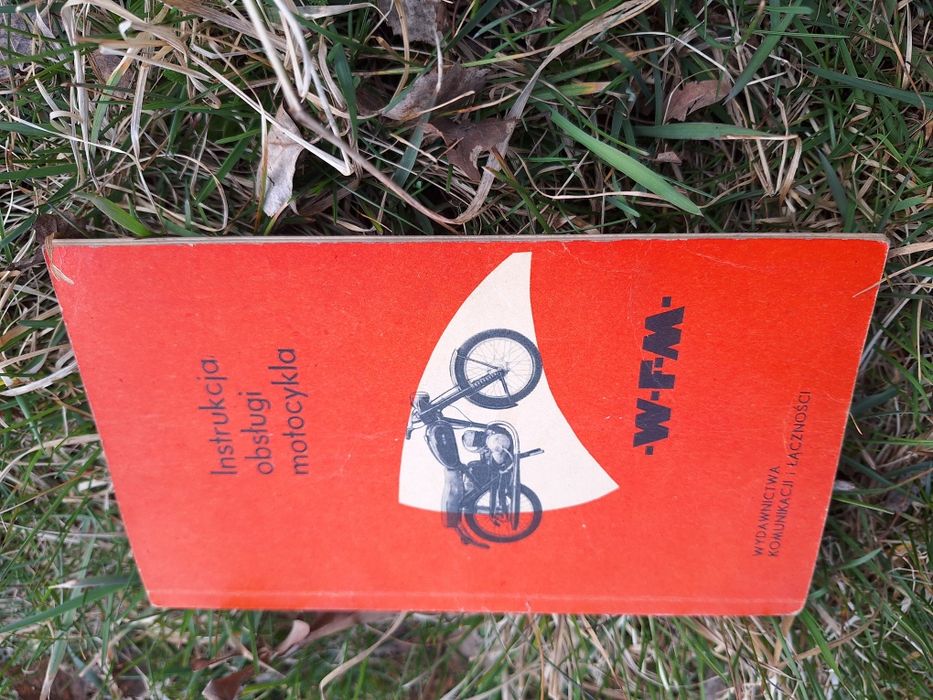 Instrukcja
obsługi
motocykla
·W·F·M·
WYDAWNICTWA
KOMUNIKACJI i ŁĄCZNOŚCI